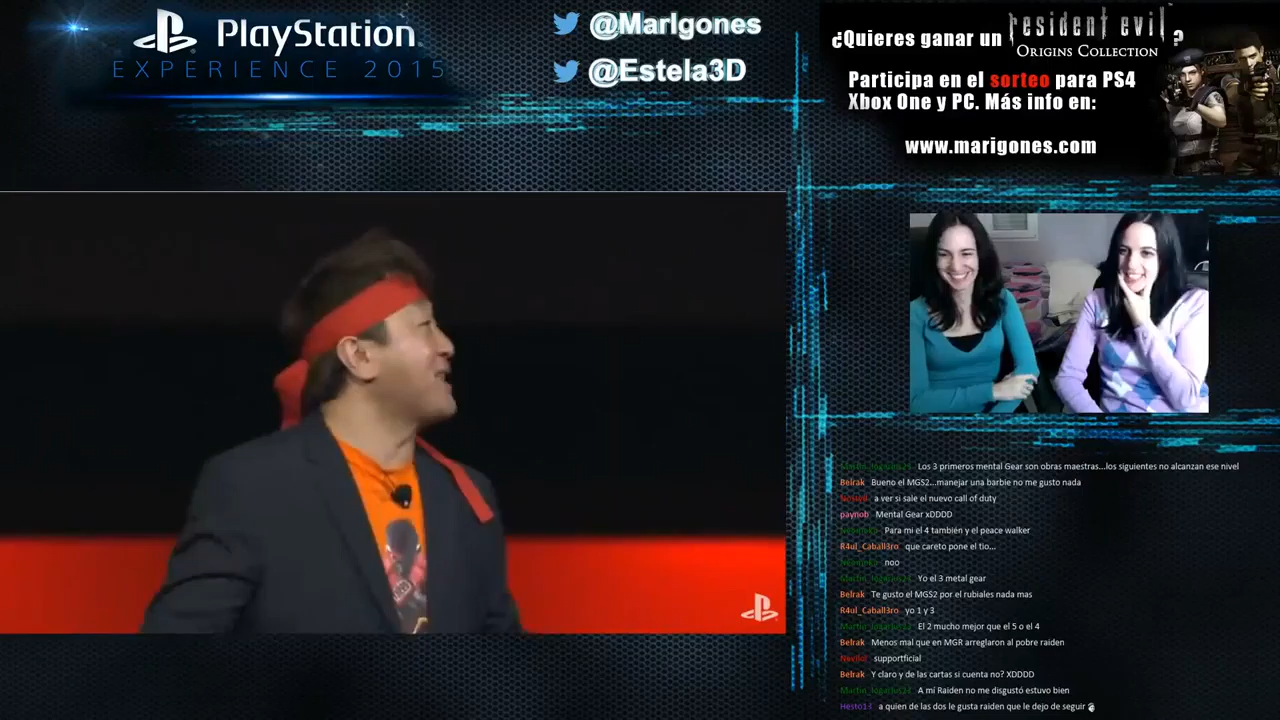 PlayStation
EXPERIENCE 2015
@MarIgones
@Estela3D
¿Quieres ganar un resident evil ?
ORIGINS COLLECTION
Participa en el sorteo para PS4
Xbox One y PC. Más info en:
www.marigones.com
Los 3 primeros mental Gear son obras maestras...los siguientes no alcanzan ese nivel
Belrak Bueno el MGS2...manejar una barbie no me gusto nada
a ver si sale el nuevo call of duty
paynob Mental Gear xDDDD
Para mi el 4 también y el peace walker
R4ul_Caball3ro que careto pone el tio...
noo
Yo el 3 metal gear
Belrak Te gusto el MGS2 por el rubiales nada mas
R4ul_Caball3ro yo 1 y 3
El 2 mucho mejor que el 5 o el 4
Belrak Menos mal que en MGR arreglaron al pobre raiden
supportficial
Belrak Y claro y de las cartas si cuenta no? XDDDD
A mí Raiden no me disgustó estuvo bien
Hesto13 a quien de las dos le gusta raiden que le dejo de seguir